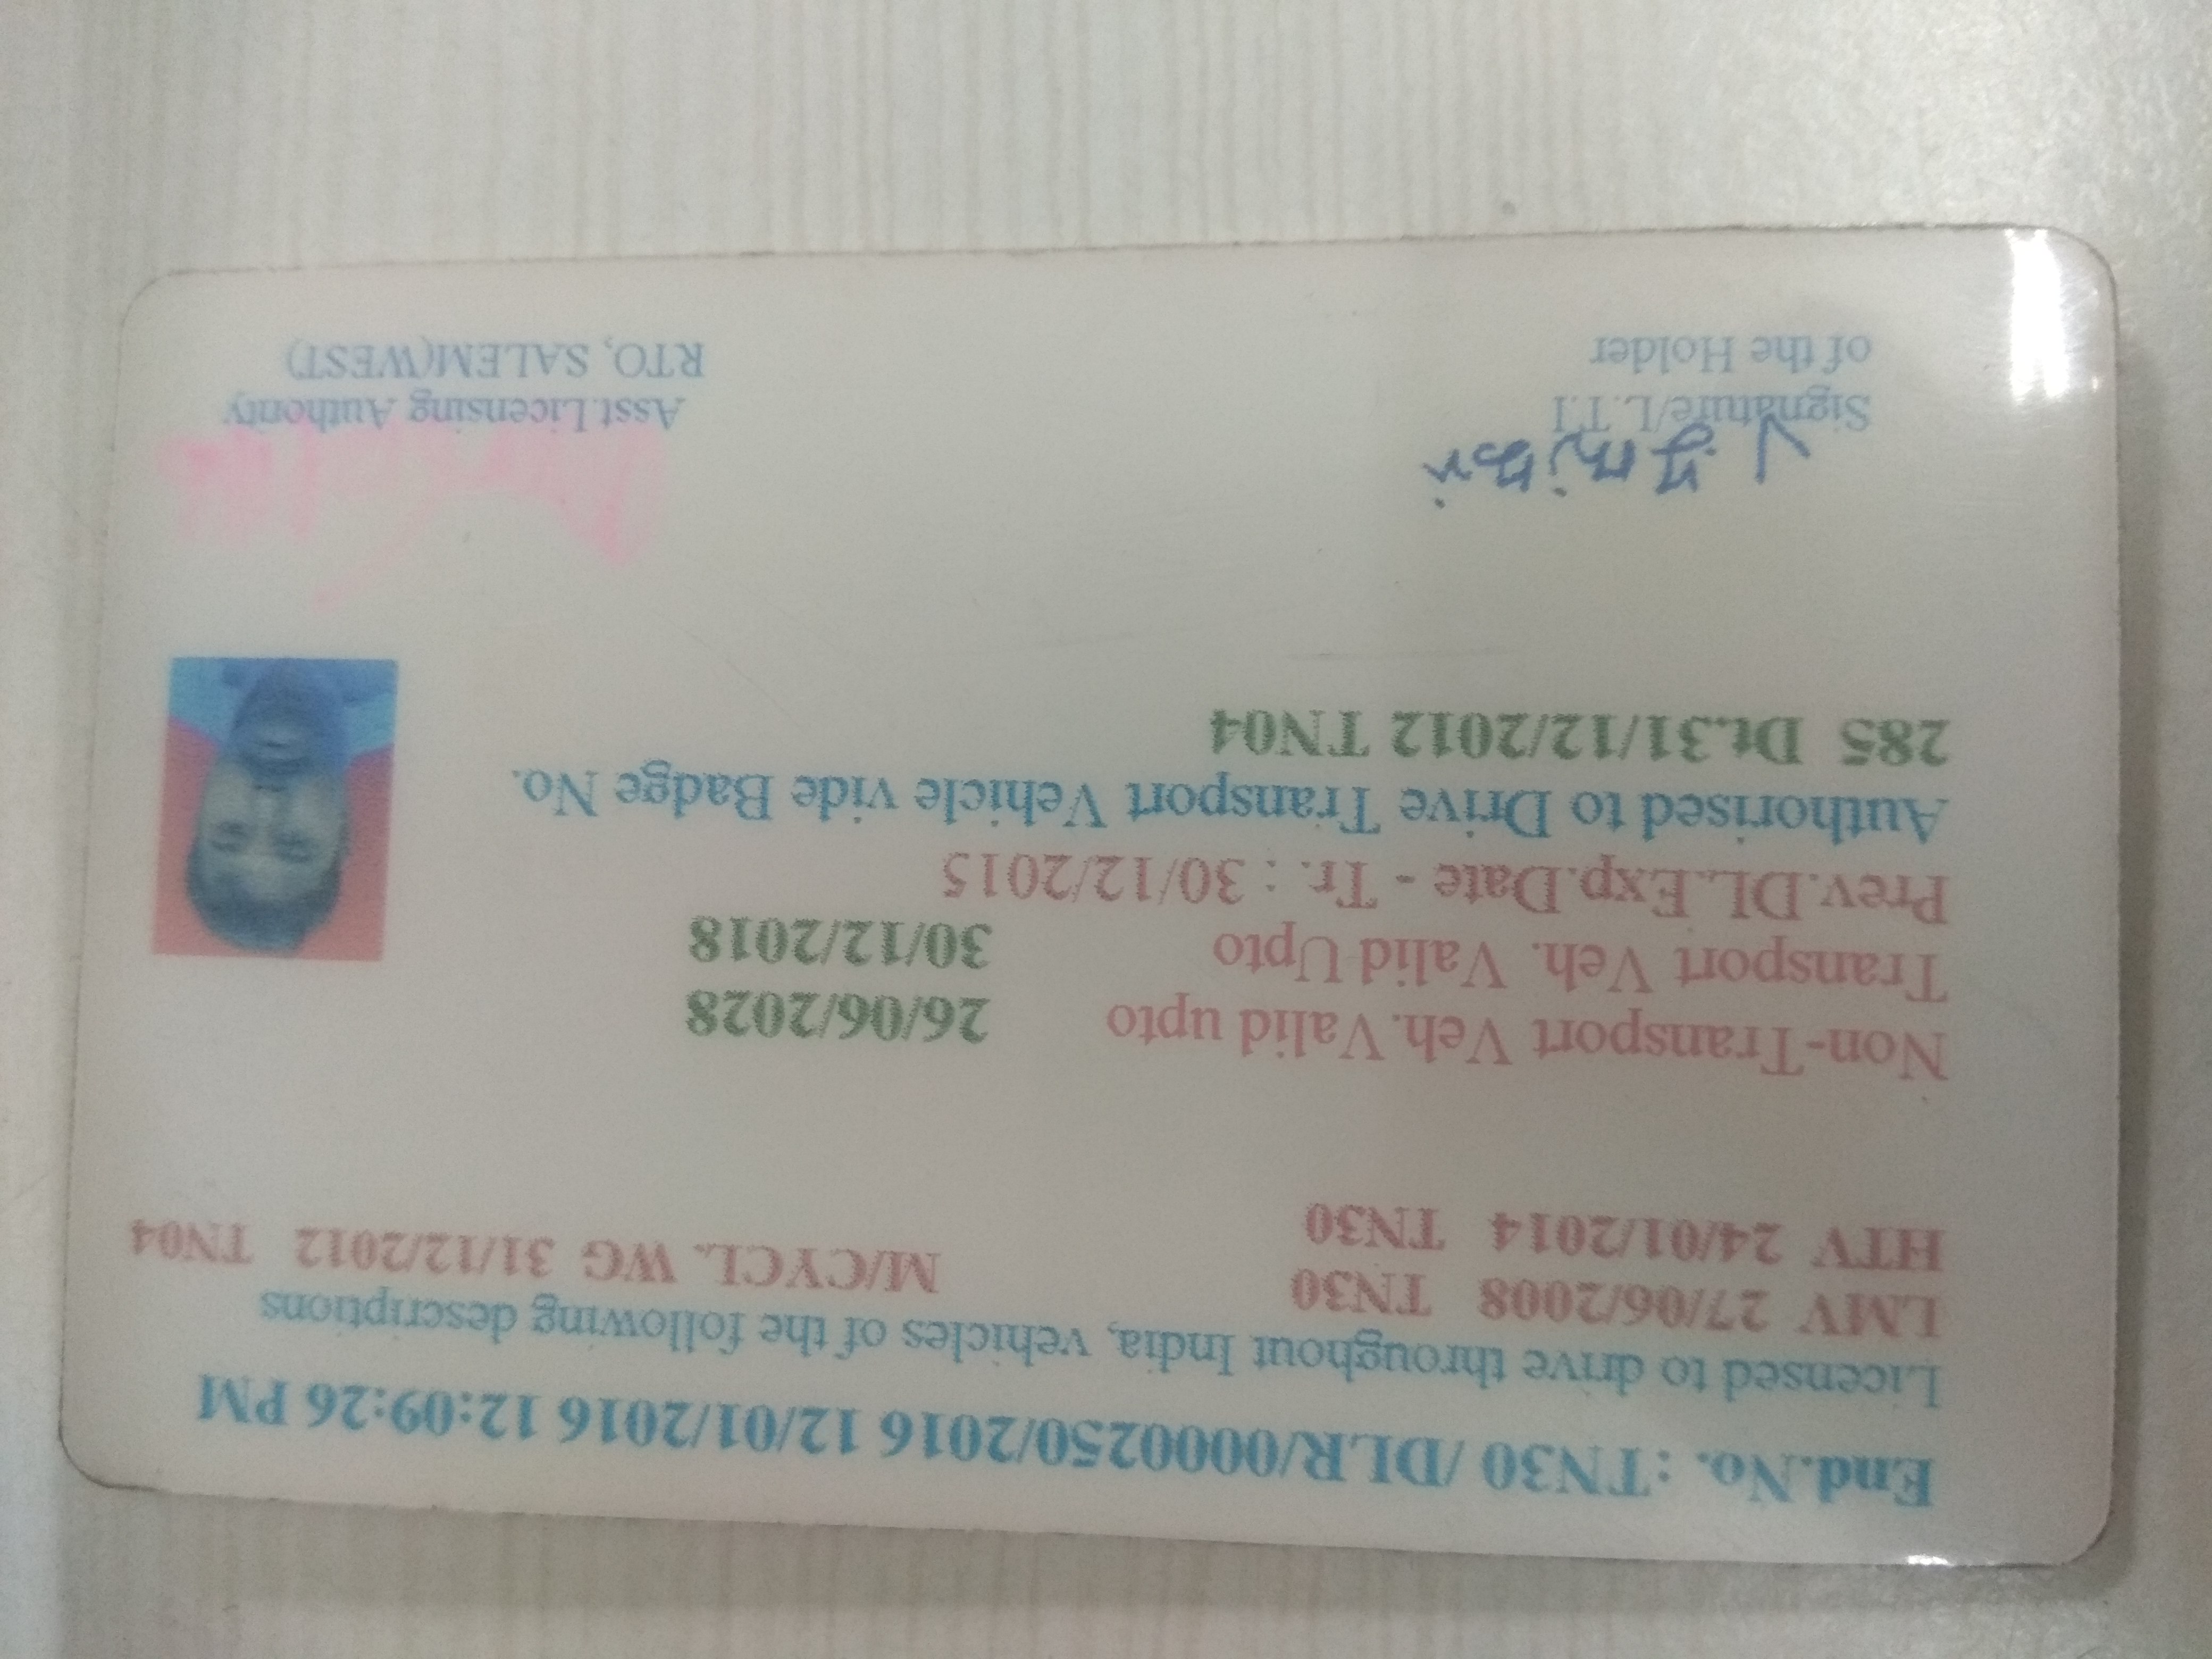 End.No. : TN30 /DLR/0000250/2016 12/01/2016 12:09:26 PM
Licensed to drive throughout India, vehicles of the following descriptions
LMV 27/06/2008 TN30 M/CYCL. WG 31/12/2012 TN04
HTV 24/01/2014 TN30
Non-Transport Veh.Valid upto 26/06/2028
Transport Veh. Valid Upto 30/12/2018
Prev.DL.Exp.Date - Tr. : 30/12/2015
Authorised to Drive Transport Vehicle vide Badge No.
285 Dt.31/12/2012 TN04
Signature/L.T.I
of the Holder
Asst.Licensing Authority
RTO, SALEM(WEST)